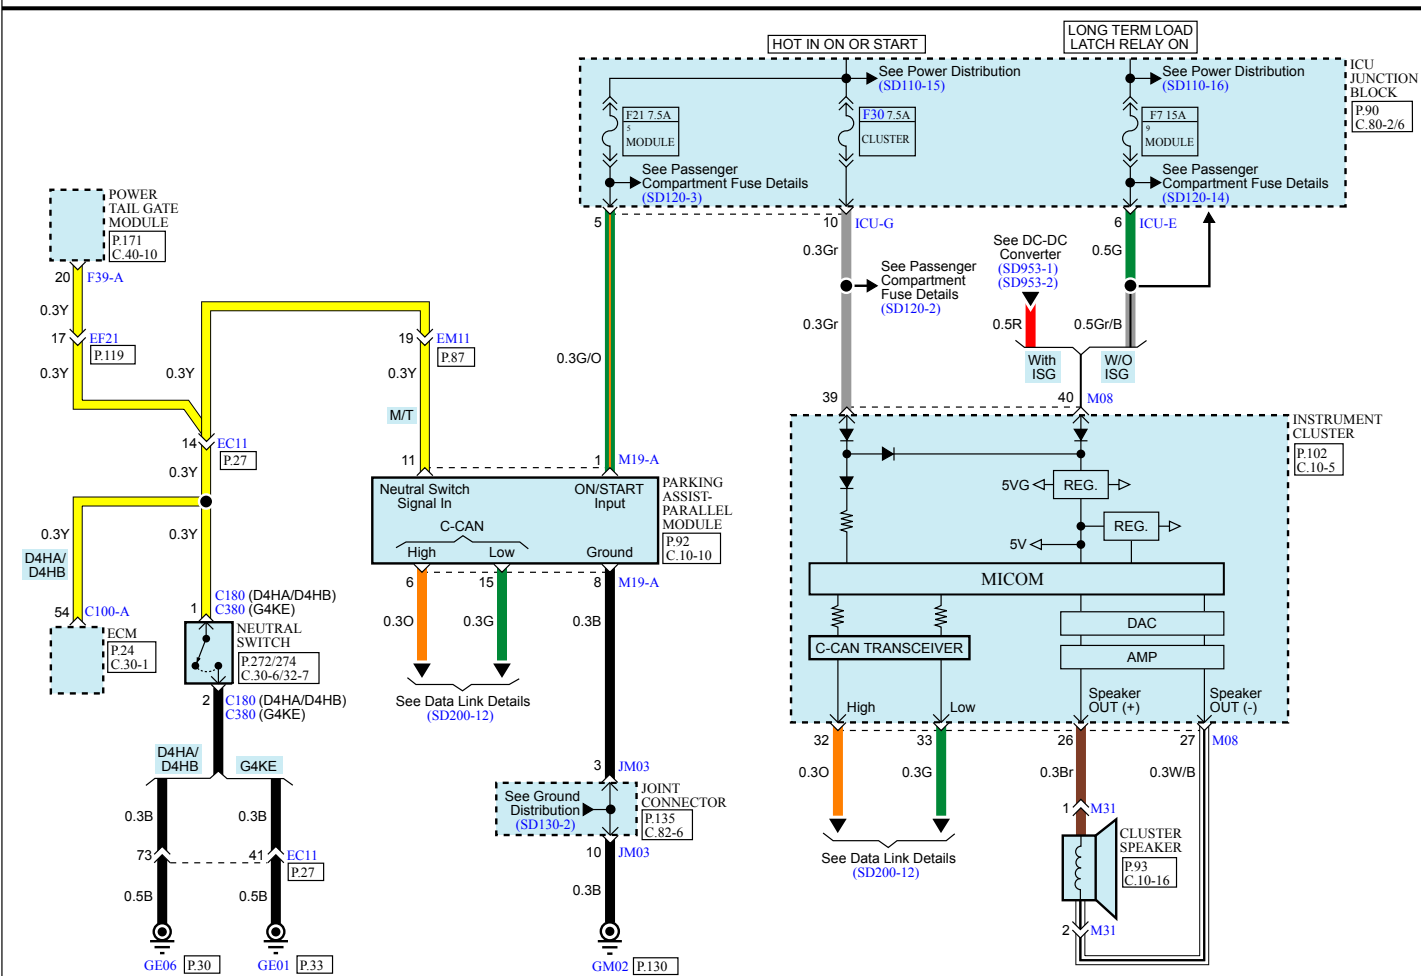 HOT IN ON OR START
LONG TERM LOAD
LATCH RELAY ON
See Power Distribution
(SD110-15)
See Power Distribution
(SD110-16)
ICU
JUNCTION
BLOCK
P.90
C.80-2/6
F21 7.5A
5
MODULE
F30 7.5A
CLUSTER
F7 15A
9
MODULE
See Passenger
Compartment Fuse Details
(SD120-3)
See Passenger
Compartment Fuse Details
(SD120-14)
5
10
ICU-G
6
ICU-E
POWER
TAIL GATE
MODULE
P.171
C.40-10
20
F39-A
0.3Y
17
EF21
P.119
0.3Y
0.3Y
19
EM11
P.87
0.3Y
M/T
0.3G/O
0.3Gr
See Passenger
Compartment
Fuse Details
(SD120-2)
0.3Gr
See DC-DC
Converter
(SD953-1)
(SD953-2)
0.5G
0.5R
0.5Gr/B
With
ISG
W/O
ISG
39
40
M08
14
EC11
P.27
0.3Y
11
1
M19-A
Neutral Switch
Signal In
ON/START
Input
C-CAN
High
Low
Ground
PARKING
ASSIST-
PARALLEL
MODULE
P.92
C.10-10
6
15
8
M19-A
0.3O
0.3G
0.3B
See Data Link Details
(SD200-12)
INSTRUMENT
CLUSTER
P.102
C.10-5
5VG
REG.
REG.
5V
MICOM
DAC
AMP
C-CAN TRANSCEIVER
High
Low
Speaker
OUT (+)
Speaker
OUT (-)
32
33
26
27
M08
0.3O
0.3G
0.3Br
0.3W/B
See Data Link Details
(SD200-12)
1
M31
CLUSTER
SPEAKER
P.93
C.10-16
2
M31
0.3Y
0.3Y
D4HA/
D4HB
54
C100-A
ECM
P.24
C.30-1
1
C180 (D4HA/D4HB)
C380 (G4KE)
NEUTRAL
SWITCH
P.272/274
C.30-6/32-7
2
C180 (D4HA/D4HB)
C380 (G4KE)
D4HA/
D4HB
G4KE
0.3B
0.3B
73
41
EC11
P.27
0.5B
0.5B
GE06
P.30
GE01
P.33
3
JM03
See Ground
Distribution
(SD130-2)
JOINT
CONNECTOR
P.135
C.82-6
10
JM03
0.3B
GM02
P.130